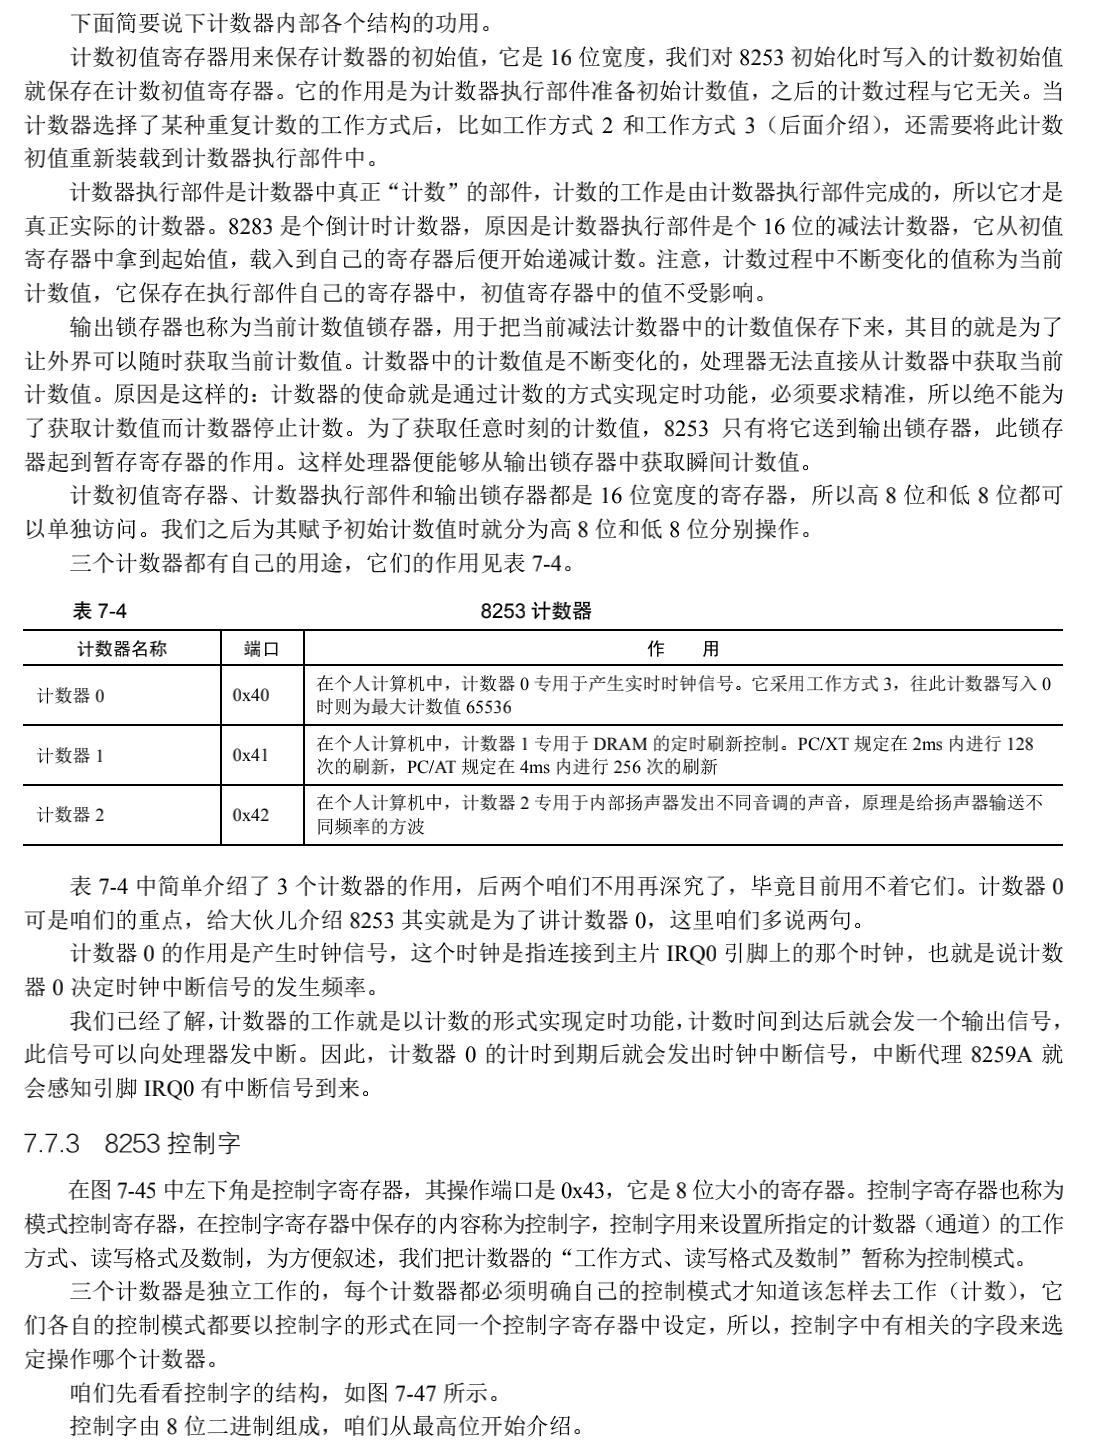 下面简要说下计数器内部各个结构的功用。
计数初值寄存器用来保存计数器的初始值，它是 16 位宽度，我们对 8253 初始化时写入的计数初始值
就保存在计数初值寄存器。它的作用是为计数器执行部件准备初始计数值，之后的计数过程与它无关。当
计数器选择了某种重复计数的工作方式后，比如工作方式 2 和工作方式 3（后面介绍），还需要将此计数
初值重新装载到计数器执行部件中。
计数器执行部件是计数器中真正“计数”的部件，计数的工作是由计数器执行部件完成的，所以它才是
真正实际的计数器。8283 是个倒计时计数器，原因是计数器执行部件是个 16 位的减法计数器，它从初值
寄存器中拿到起始值，载入到自己的寄存器后便开始递减计数。注意，计数过程中不断变化的值称为当前
计数值，它保存在执行部件自己的寄存器中，初值寄存器中的值不受影响。
输出锁存器也称为当前计数值锁存器，用于把当前减法计数器中的计数值保存下来，其目的就是为了
让外界可以随时获取当前计数值。计数器中的计数值是不断变化的，处理器无法直接从计数器中获取当前
计数值。原因是这样的：计数器的使命就是通过计数的方式实现定时功能，必须要求精准，所以绝不能为
了获取计数值而计数器停止计数。为了获取任意时刻的计数值，8253 只有将它送到输出锁存器，此锁存
器起到暂存寄存器的作用。这样处理器便能够从输出锁存器中获取瞬间计数值。
计数初值寄存器、计数器执行部件和输出锁存器都是 16 位宽度的寄存器，所以高 8 位和低 8 位都可
以单独访问。我们之后为其赋予初始计数值时就分为高 8 位和低 8 位分别操作。
三个计数器都有自己的用途，它们的作用见表 7-4。
表 7-4 8253 计数器
计数器名称 端口 作 用
计数器 0 0x40 在个人计算机中，计数器 0 专用于产生实时时钟信号。它采用工作方式 3，往此计数器写入 0
时则为最大计数值 65536
计数器 1 0x41 在个人计算机中，计数器 1 专用于 DRAM 的定时刷新控制。PC/XT 规定在 2ms 内进行 128
次的刷新，PC/AT 规定在 4ms 内进行 256 次的刷新
计数器 2 0x42 在个人计算机中，计数器 2 专用于内部扬声器发出不同音调的声音，原理是给扬声器输送不
同频率的方波
表 7-4 中简单介绍了 3 个计数器的作用，后两个咱们不用再深究了，毕竟目前用不着它们。计数器 0
可是咱们的重点，给大伙儿介绍 8253 其实就是为了讲计数器 0，这里咱们多说两句。
计数器 0 的作用是产生时钟信号，这个时钟是指连接到主片 IRQ0 引脚上的那个时钟，也就是说计数
器 0 决定时钟中断信号的发生频率。
我们已经了解，计数器的工作就是以计数的形式实现定时功能，计数时间到达后就会发一个输出信号，
此信号可以向处理器发中断。因此，计数器 0 的计时到期后就会发出时钟中断信号，中断代理 8259A 就
会感知引脚 IRQ0 有中断信号到来。
7.7.3 8253 控制字
在图 7-45 中左下角是控制字寄存器，其操作端口是 0x43，它是 8 位大小的寄存器。控制字寄存器也称为
模式控制寄存器，在控制字寄存器中保存的内容称为控制字，控制字用来设置所指定的计数器（通道）的工作
方式、读写格式及数制，为方便叙述，我们把计数器的“工作方式、读写格式及数制”暂称为控制模式。
三个计数器是独立工作的，每个计数器都必须明确自己的控制模式才知道该怎样去工作（计数），它
们各自的控制模式都要以控制字的形式在同一个控制字寄存器中设定，所以，控制字中有相关的字段来选
定操作哪个计数器。
咱们先看看控制字的结构，如图 7-47 所示。
控制字由 8 位二进制组成，咱们从最高位开始介绍。